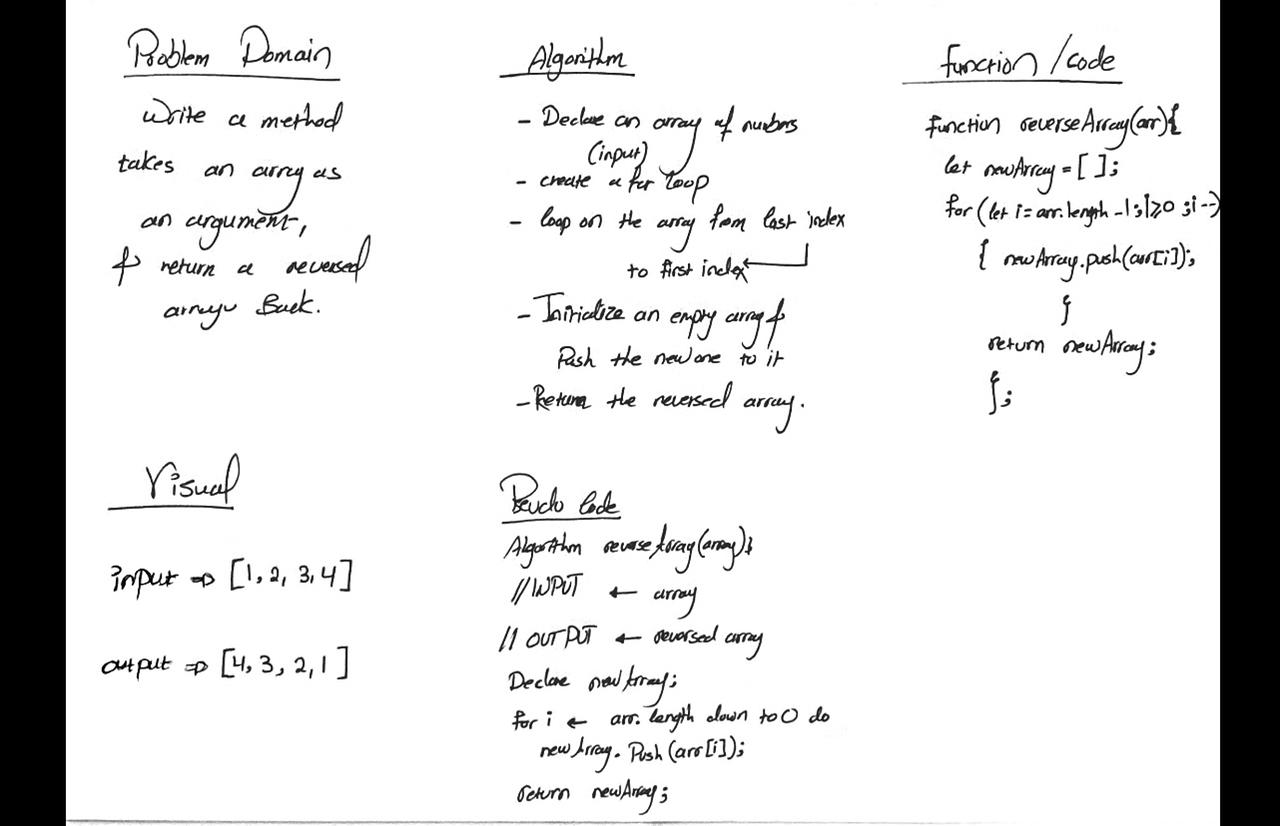 Problem Domain
Write a method
takes an array as
an argument,
& return a reversed
array Back.
Algorithm
- Declare an array of numbers
(input)
- create a for loop
- loop on the array from last index
to first index
- Initialize an empty array &
Push the new one to it
- Return the reversed array.
function/code
function reverseArray(arr){
let newArray = [ ];
for (let i = arr.length -1; i≥0 ; i--)
{ newArray.push(arr[i]);
}
return newArray;
};
Visual
input ⇒ [1, 2, 3, 4]
output ⇒ [4, 3, 2, 1]
Pseudo Code
Algorithm reverseArray(array)}
//INPUT ← array
// OUTPUT ← reversed array
Declare newArray;
for i ← arr. length down to 0 do
newArray. Push (arr[i]);
return newArray;